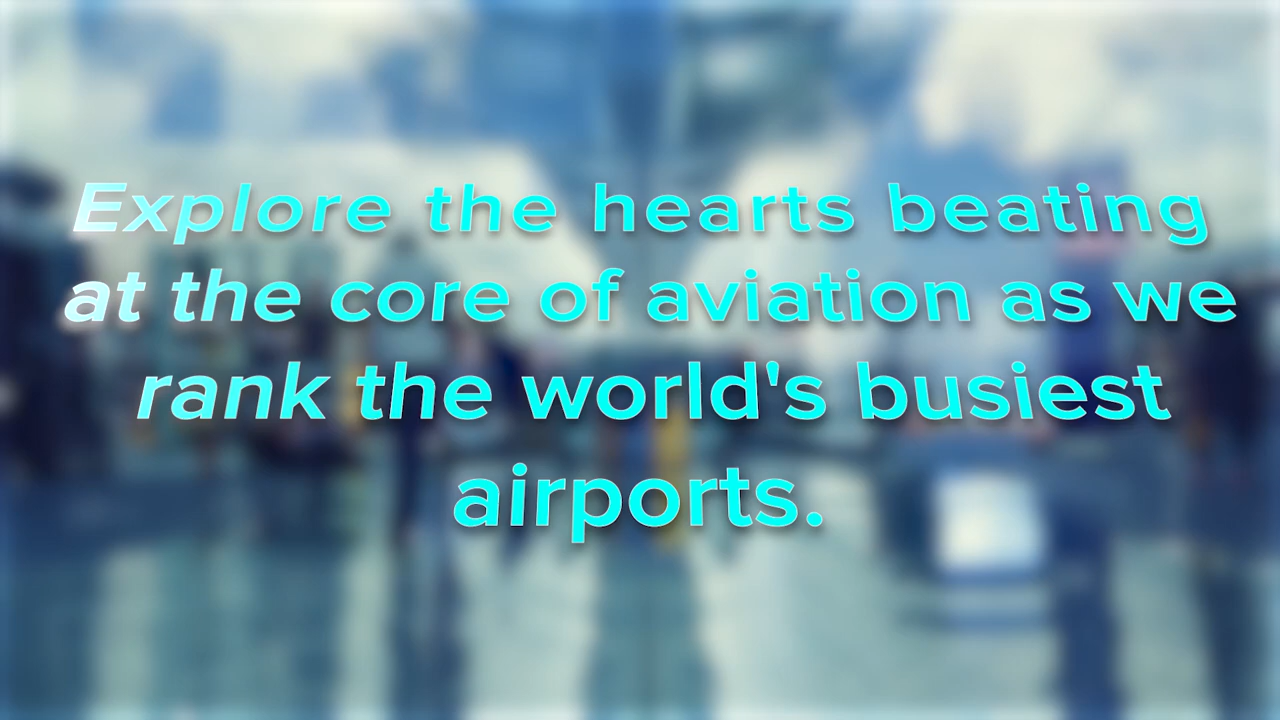 Explore the hearts beating
at the core of aviation as we
rank the world's busiest
airports.